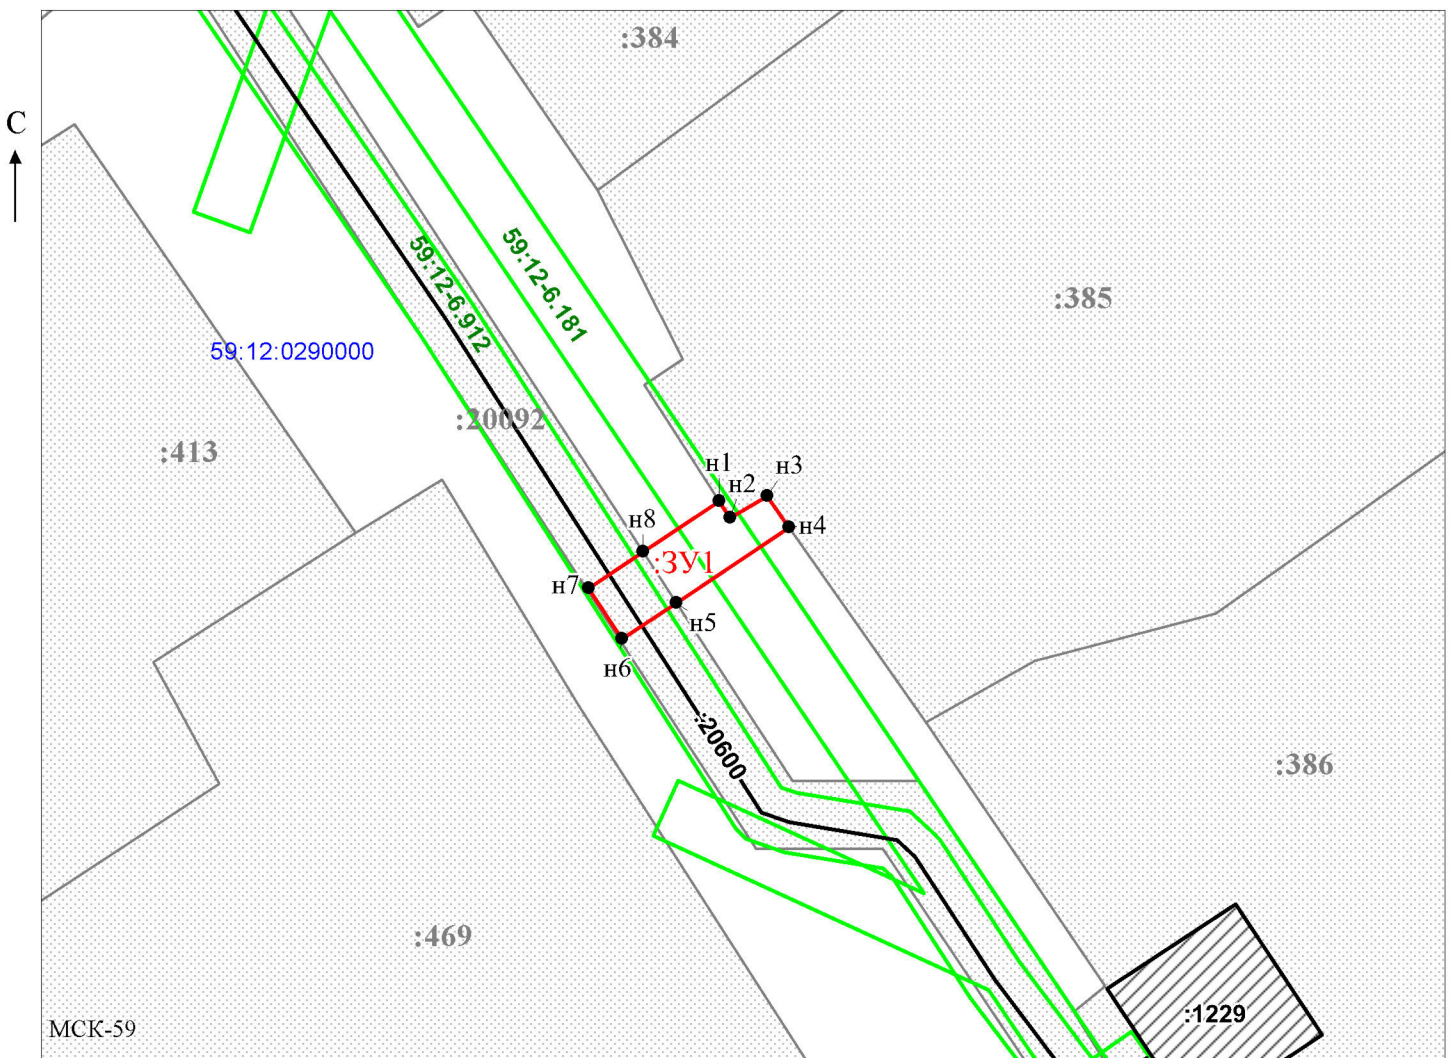 :384
С
59:12-6.912
59:12-6.181
:385
59:12:0290000
:20092
:413
н1
н2
н3
н8
н4
:ЗУ1
н7
н5
н6
:20600
:386
:469
:1229
МСК-59